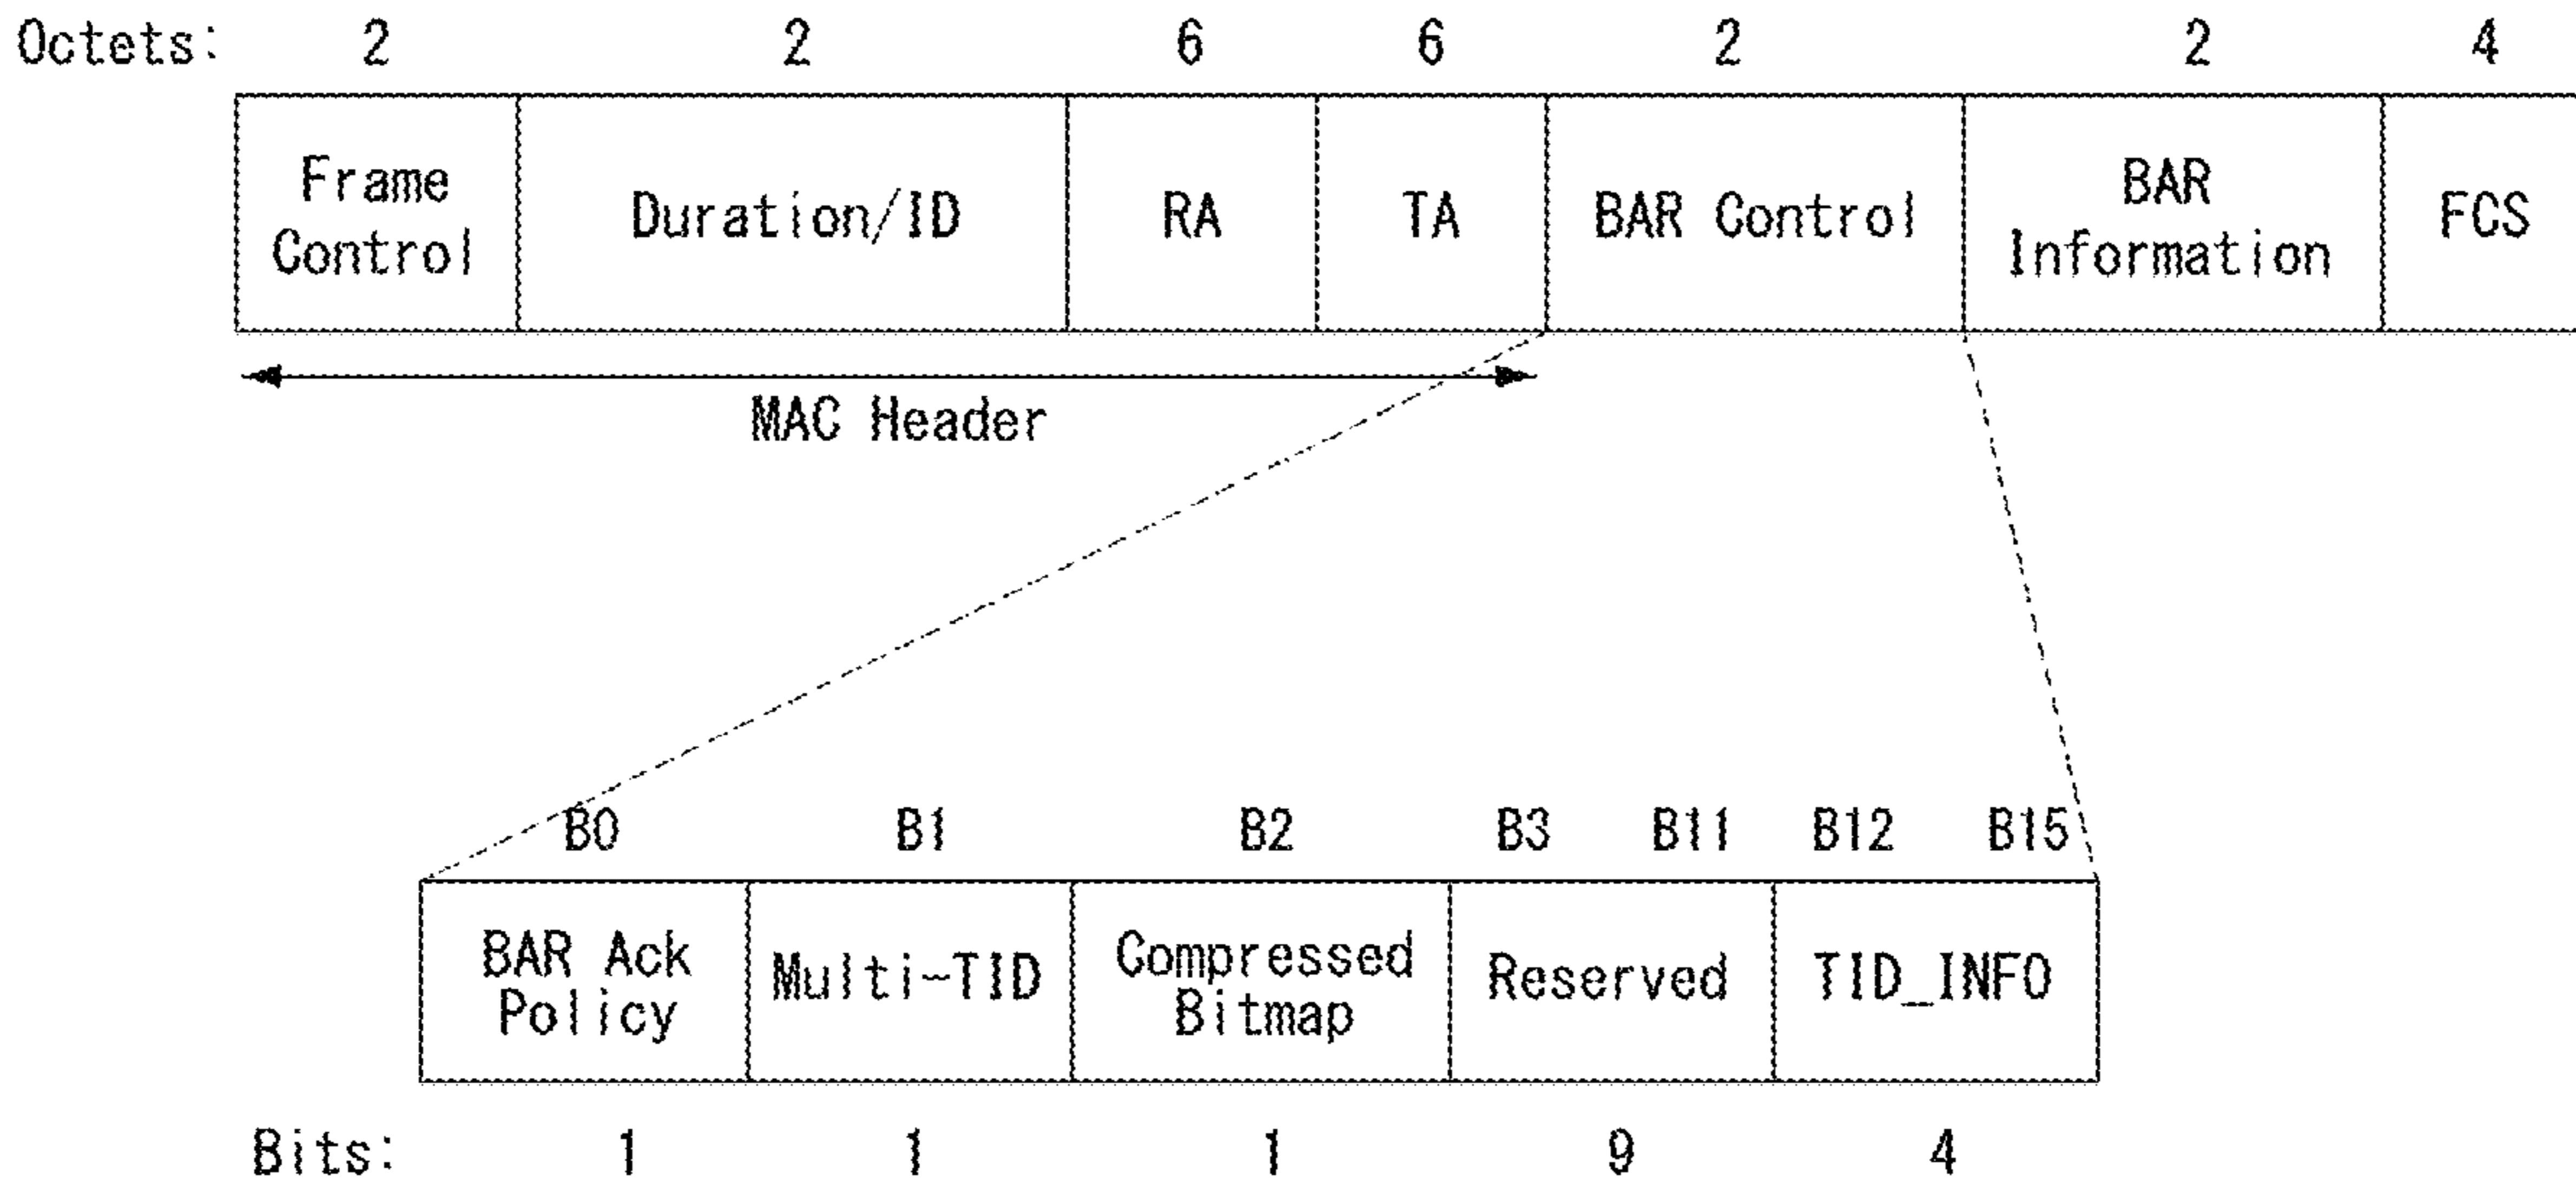 Octets: 2 2 6 6 2 2 4
Frame Control Duration/ID RA TA BAR Control BAR Information FCS
MAC Header
B0 B1 B2 B3 B11 B12 B15
BAR Ack Policy Multi-TID Compressed Bitmap Reserved TID_INFO
Bits: 1 1 1 9 4